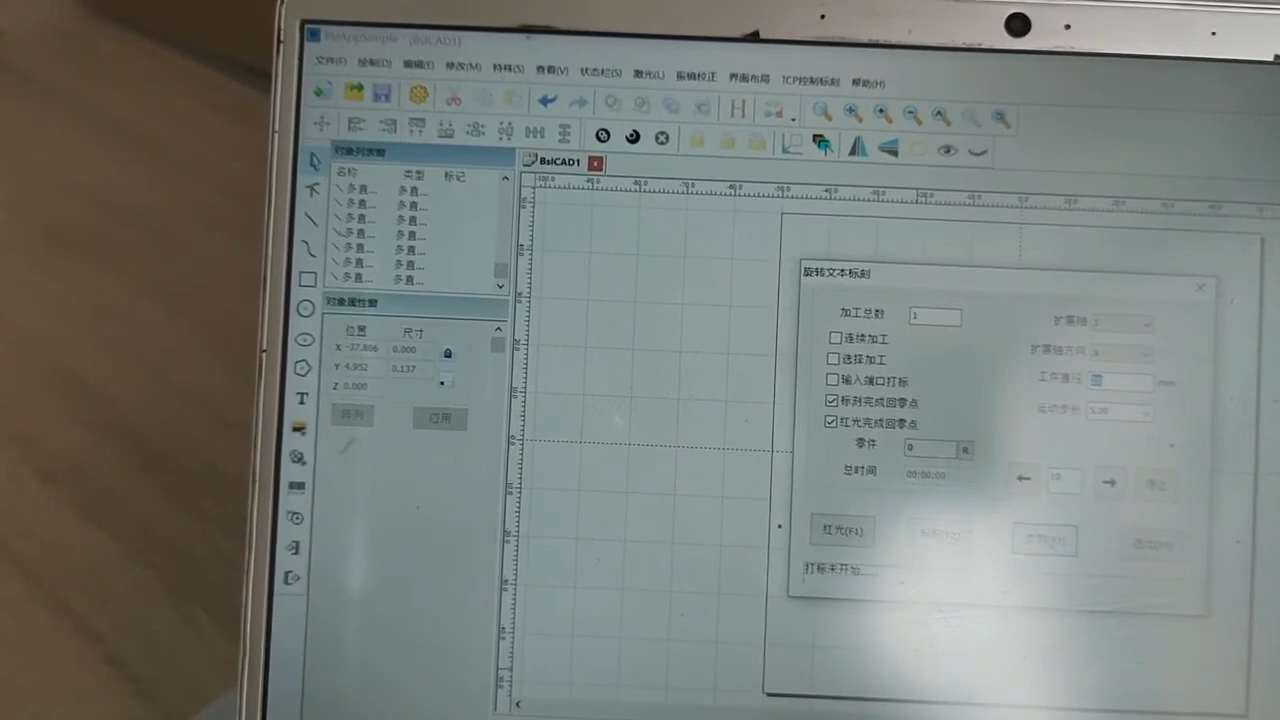 BslAppSimple - [BslCAD1]
文件(F) 绘制(D) 编辑(E) 修改(M) 特殊(S) 查看(V) 状态栏(S) 激光(L) 振镜校正 界面布局 TCP控制标刻 帮助(H)
对象列表窗
名称 类型 标记
多直... 多直...
多直... 多直...
多直... 多直...
多直... 多直...
多直... 多直...
多直... 多直...
多直... 多直...
对象属性窗
位置 尺寸
X -37.806 0.000
Y 4.952 0.137
Z 0.000
阵列 应用
BslCAD1
旋转文本标刻
加工总数 1
连续加工
选择加工
输入端口打标
标刻完成回零点
红光完成回零点
零件 0 R
总时间 00:00:00
扩展轴 1
扩展轴方向 X
工件直径 mm
运动步长 5.00
10 停止
红光(F1)
打标未开始......